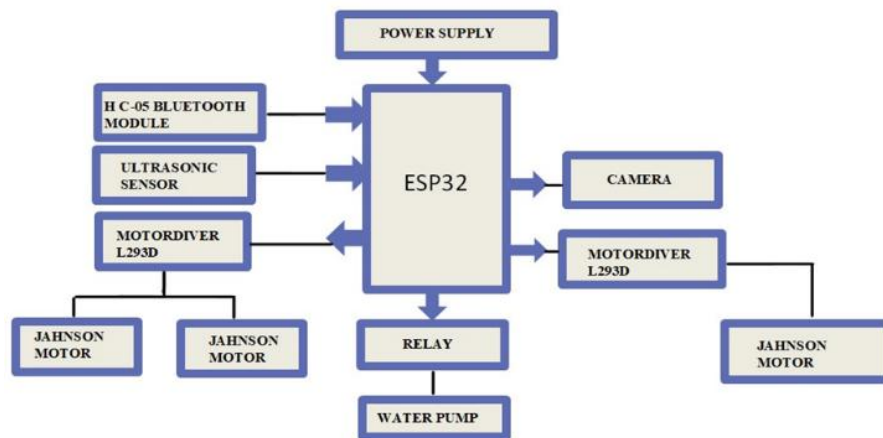 POWER SUPPLY
H C-05 BLUETOOTH
MODULE
ULTRASONIC
SENSOR
MOTORDIVER
L293D
JAHNSON
MOTOR
JAHNSON
MOTOR
ESP32
RELAY
WATER PUMP
CAMERA
MOTORDIVER
L293D
JAHNSON
MOTOR